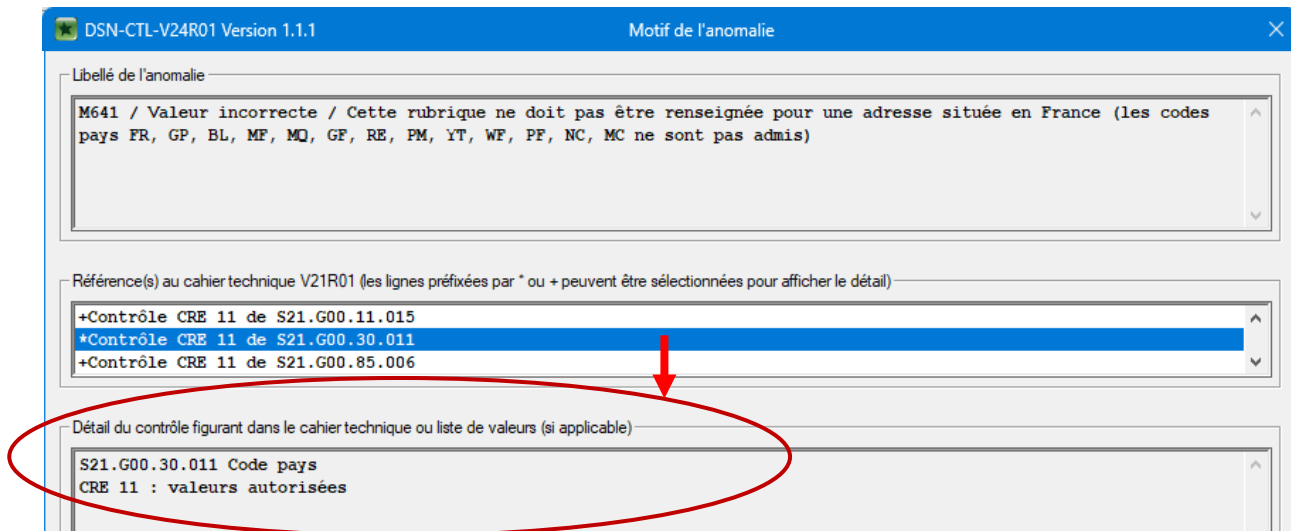 DSN-CTL-V24R01 Version 1.1.1 Motif de l'anomalie
Libellé de l'anomalie
M641 / Valeur incorrecte / Cette rubrique ne doit pas être renseignée pour une adresse située en France (les codes
pays FR, GP, BL, MF, MQ, GF, RE, PM, YT, WF, PF, NC, MC ne sont pas admis)
Référence(s) au cahier technique V21R01 (les lignes préfixées par * ou + peuvent être sélectionnées pour afficher le détail)
+Contrôle CRE 11 de S21.G00.11.015
*Contrôle CRE 11 de S21.G00.30.011
+Contrôle CRE 11 de S21.G00.85.006
Détail du contrôle figurant dans le cahier technique ou liste de valeurs (si applicable)
S21.G00.30.011 Code pays
CRE 11 : valeurs autorisées